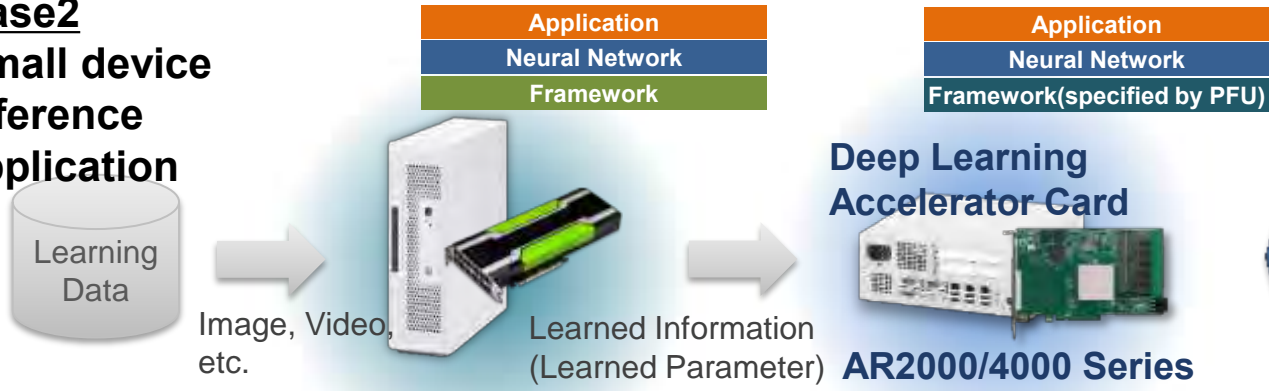 ase2
mall device
ference
pplication
Learning
Data
Image, Video,
etc.
Application
Neural Network
Framework
Learned Information
(Learned Parameter)
Application
Neural Network
Framework(specified by PFU)
Deep Learning
Accelerator Card
AR2000/4000 Series